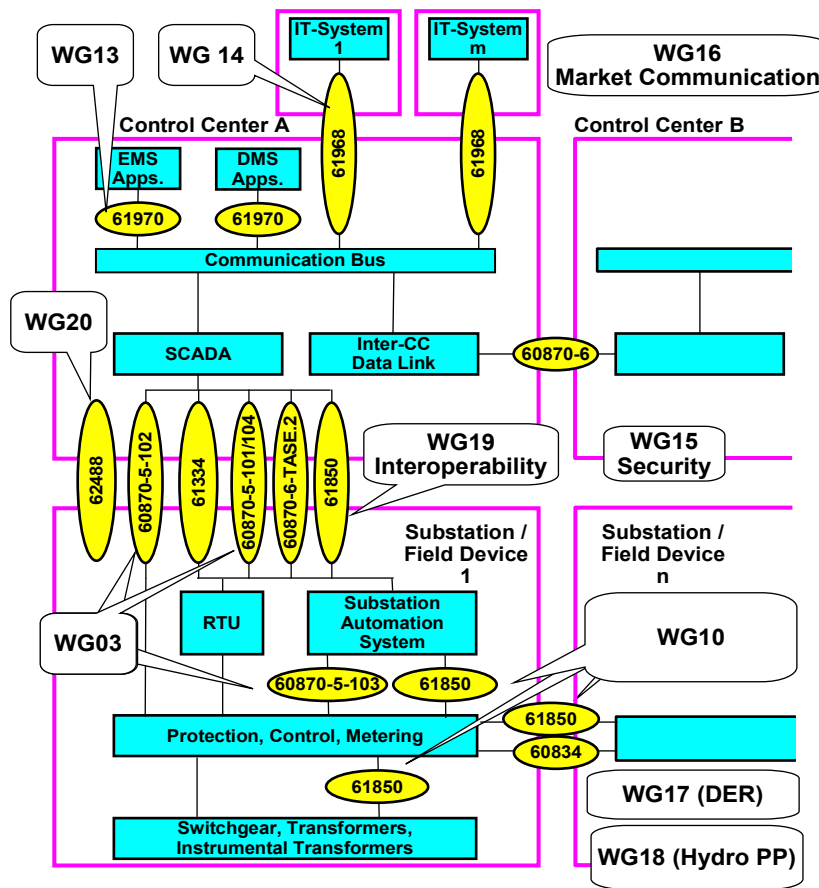 IT-System
1
IT-System
m
WG13
WG 14
WG16
Market Communication
Control Center A
Control Center B
61968
61968
EMS
Apps.
DMS
Apps.
61970
61970
Communication Bus
WG20
SCADA
Inter-CC
Data Link
60870-6
62488
60870-5-102
61334
60870-5-101/104
60870-6-TASE.2
61850
WG19
Interoperability
WG15
Security
Substation /
Field Device
1
Substation /
Field Device
n
RTU
Substation
Automation
System
WG03
WG10
60870-5-103
61850
61850
Protection, Control, Metering
60834
61850
WG17 (DER)
Switchgear, Transformers,
Instrumental Transformers
WG18 (Hydro PP)